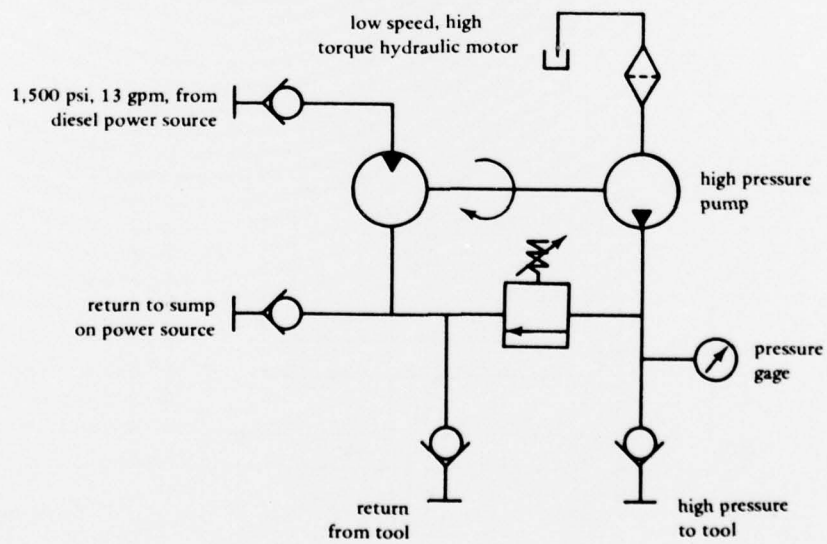 low speed, high
torque hydraulic motor
1,500 psi, 13 gpm, from
diesel power source
high pressure
pump
return to sump
on power source
pressure
gage
return
from tool
high pressure
to tool